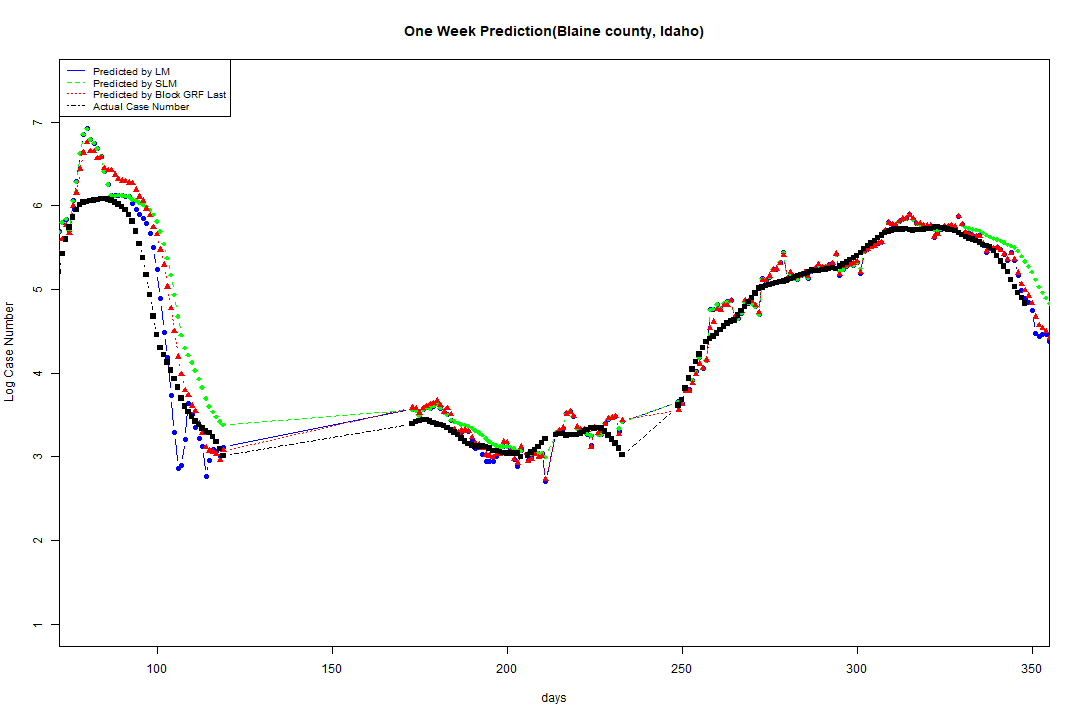 One Week Prediction(Blaine county, Idaho)
Predicted by LM
Predicted by SLM
Predicted by Block GRF Last
Actual Case Number
Log Case Number
7
6
5
4
3
2
1
100
150
200
250
300
350
days